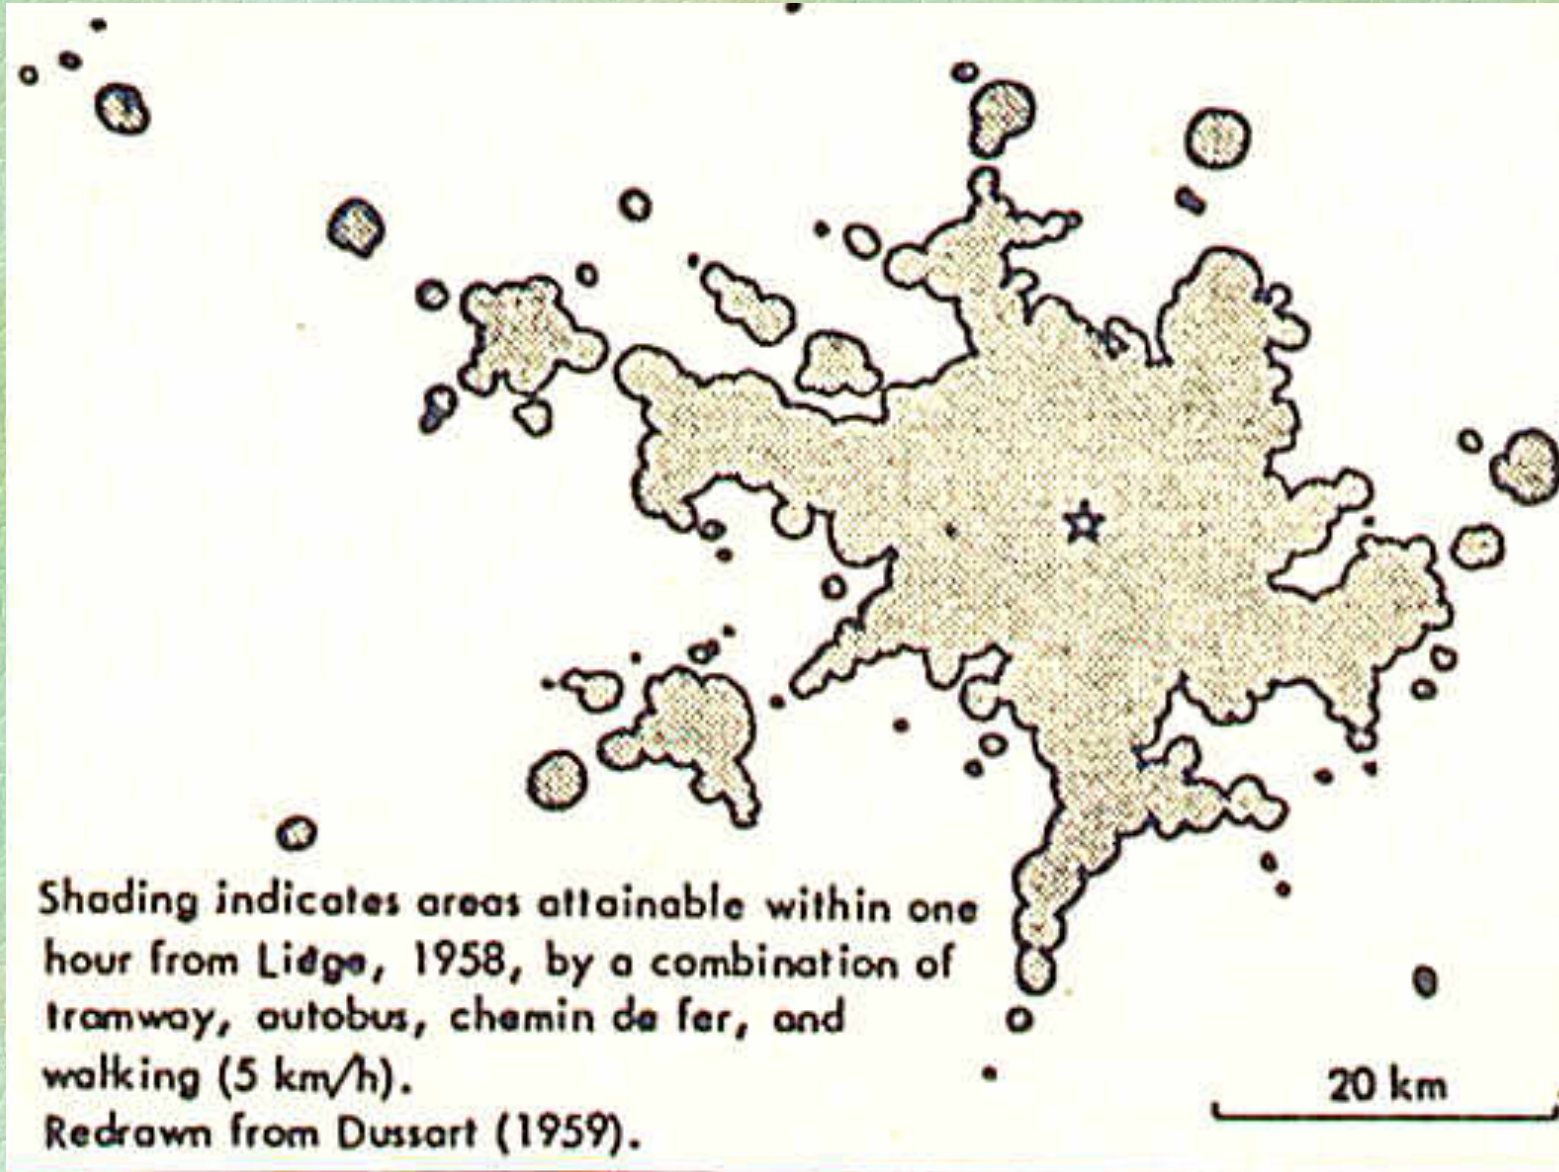 Shading indicates areas attainable within one
hour from Liège, 1958, by a combination of
tramway, autobus, chemin de fer, and
walking (5 km/h).
Redrawn from Dussart (1959).
20 km